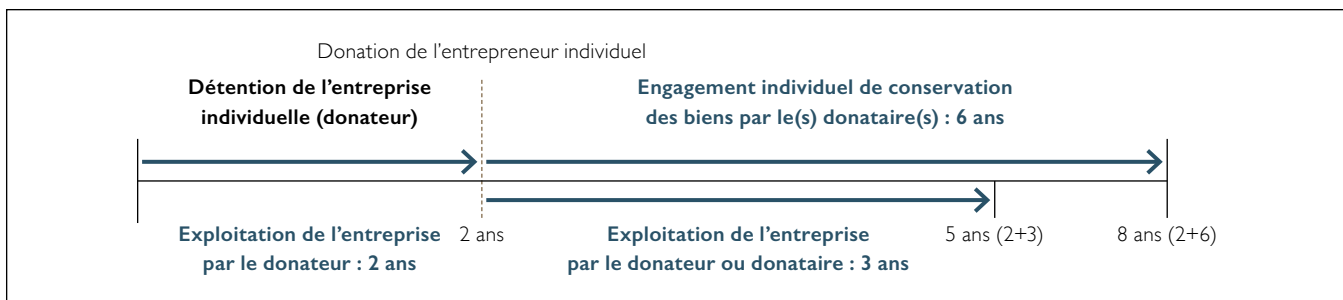 Donation de l’entrepreneur individuel
Détention de l’entreprise
individuelle (donateur)
Engagement individuel de conservation
des biens par le(s) donataire(s) : 6 ans
Exploitation de l’entreprise
par le donateur : 2 ans
2 ans
Exploitation de l’entreprise
par le donateur ou donataire : 3 ans
5 ans (2+3)
8 ans (2+6)